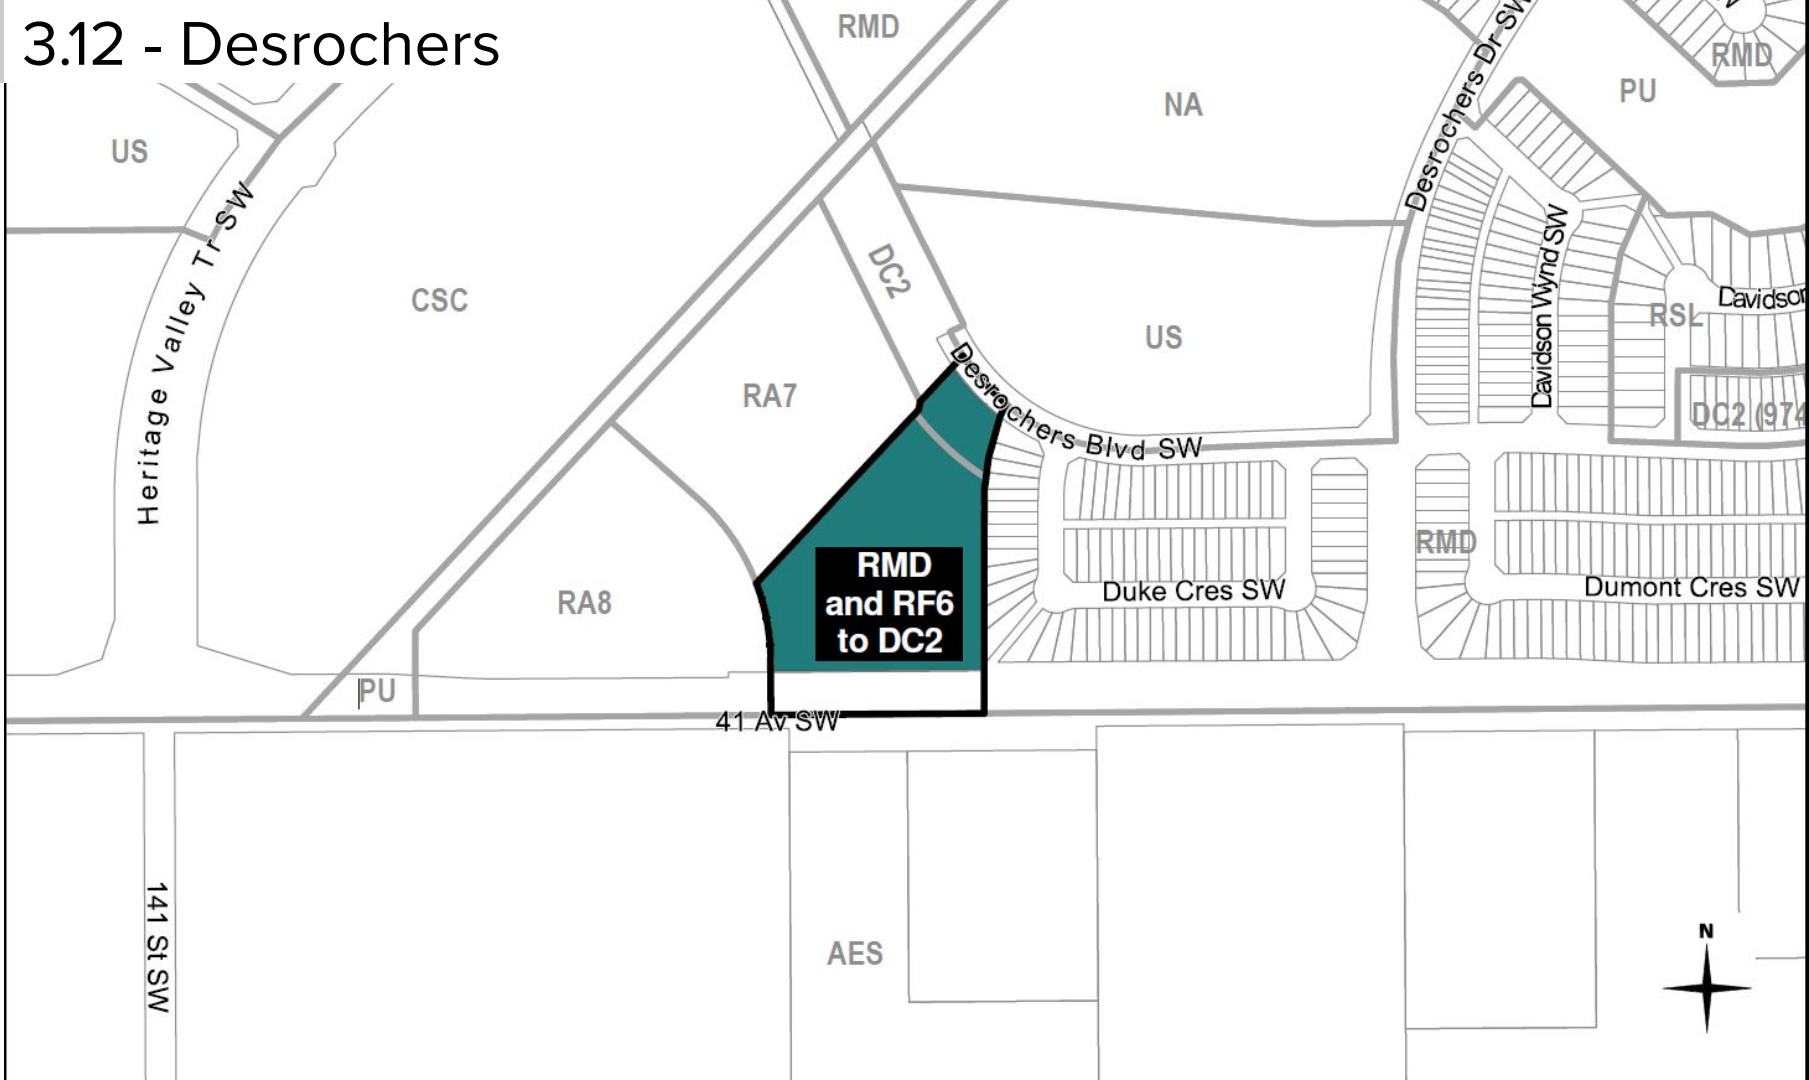 3.12 - Desrochers
RMD
RMD
NA
PU
US
Desrochers Dr SW
Heritage Valley Tr SW
DC2
CSC
US
Davidson Wynd SW
RSL
Davidson
RA7
Desrochers Blvd SW
DC2 (974
RMD
and RF6
to DC2
RMD
Duke Cres SW
Dumont Cres SW
RA8
PU
41 Av SW
141 St SW
AES
N